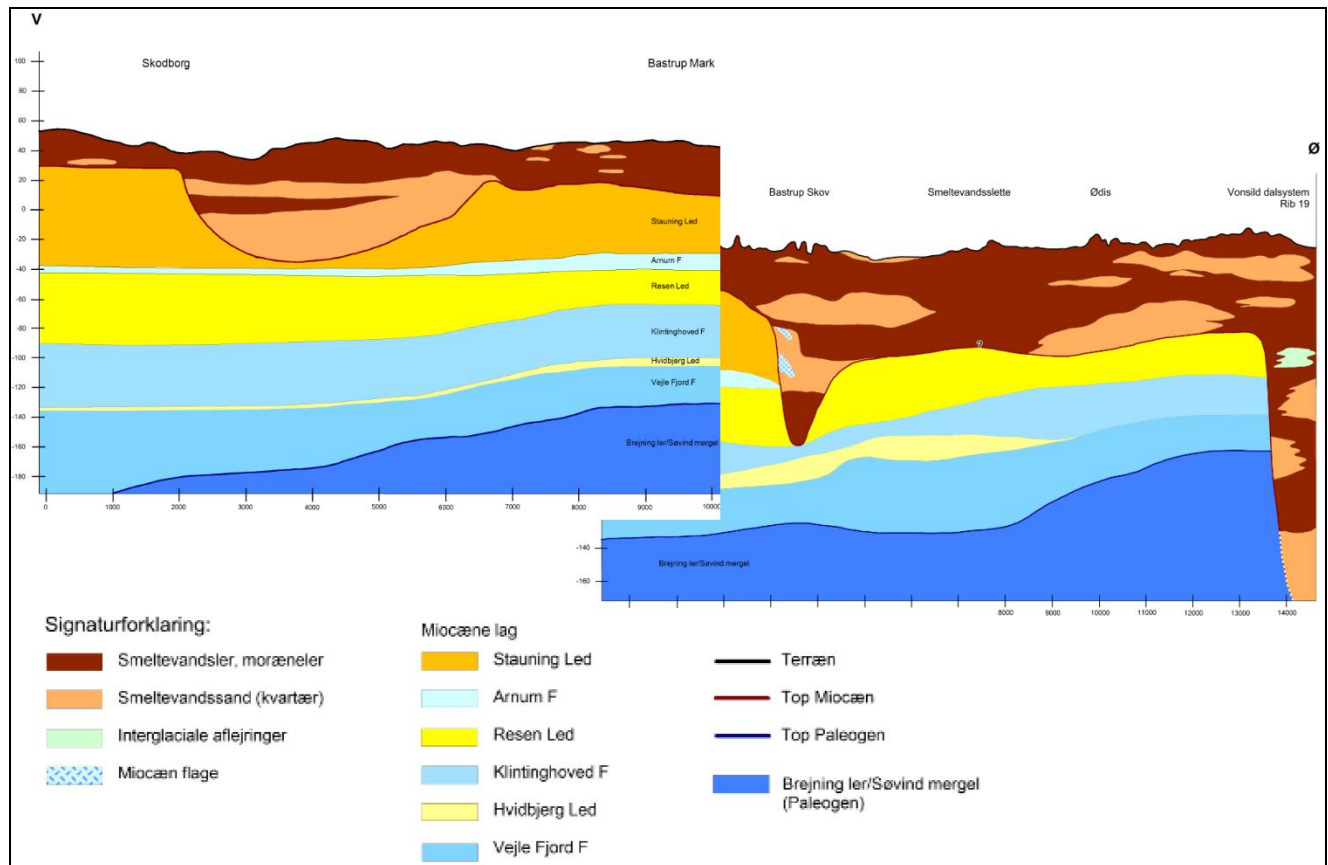 V
Skodborg
Bastrup Mark
100
80
60
40
20
0
-20
-40
-60
-80
-100
-120
-140
-160
-180
Stauning Led
Arnum F
Resen Led
Klintinghoved F
Hvidbjerg Led
Vejle Fjord F
Brejning ler/Søvind mergel
0 1000 2000 3000 4000 5000 6000 7000 8000 9000 10000
Ø
Bastrup Skov
Smeltevandsslette
Ødis
Vonsild dalsystem
Rib 19
?
-140
-160
Brejning ler/Søvind mergel
8000 9000 10000 11000 12000 13000 14000
Signaturforklaring:
Smeltevandsler, moræneler
Smeltevandssand (kvartær)
Interglaciale aflejringer
Miocæn flage
Miocæne lag
Stauning Led
Arnum F
Resen Led
Klintinghoved F
Hvidbjerg Led
Vejle Fjord F
Terræn
Top Miocæn
Top Paleogen
Brejning ler/Søvind mergel
(Paleogen)